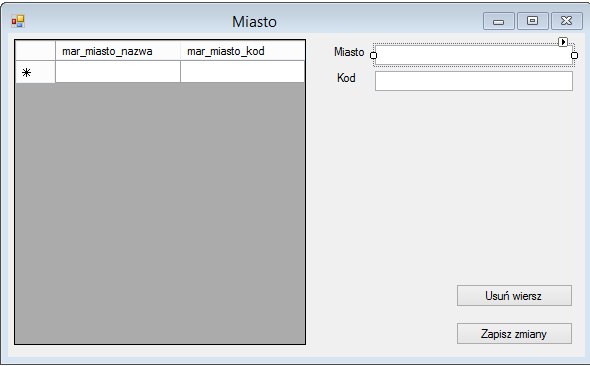 Miasto
mar_miasto_nazwa mar_miasto_kod
Miasto
Kod
Usuń wiersz
Zapisz zmiany